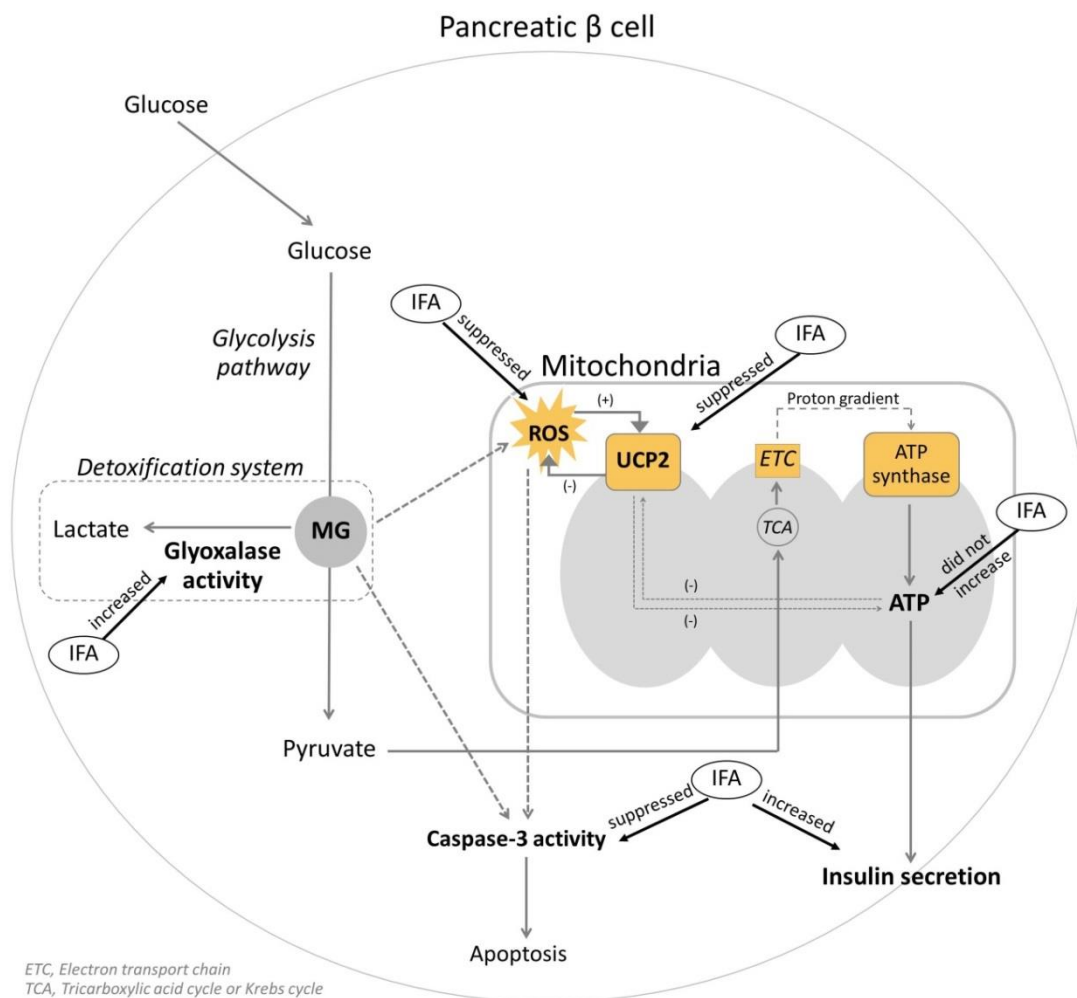 Pancreatic β cell
Glucose
Glucose
IFA
suppressed
IFA
suppressed
Glycolysis
pathway
Mitochondria
(+)
Proton gradient
ROS
UCP2
ETC
ATP
synthase
(-)
Detoxification system
Lactate
MG
Glyoxalase
activity
increased
IFA
TCA
IFA
did not
increase
(-)
ATP
(-)
Pyruvate
IFA
suppressed
increased
Caspase-3 activity
Insulin secretion
Apoptosis
ETC, Electron transport chain
TCA, Tricarboxylic acid cycle or Krebs cycle